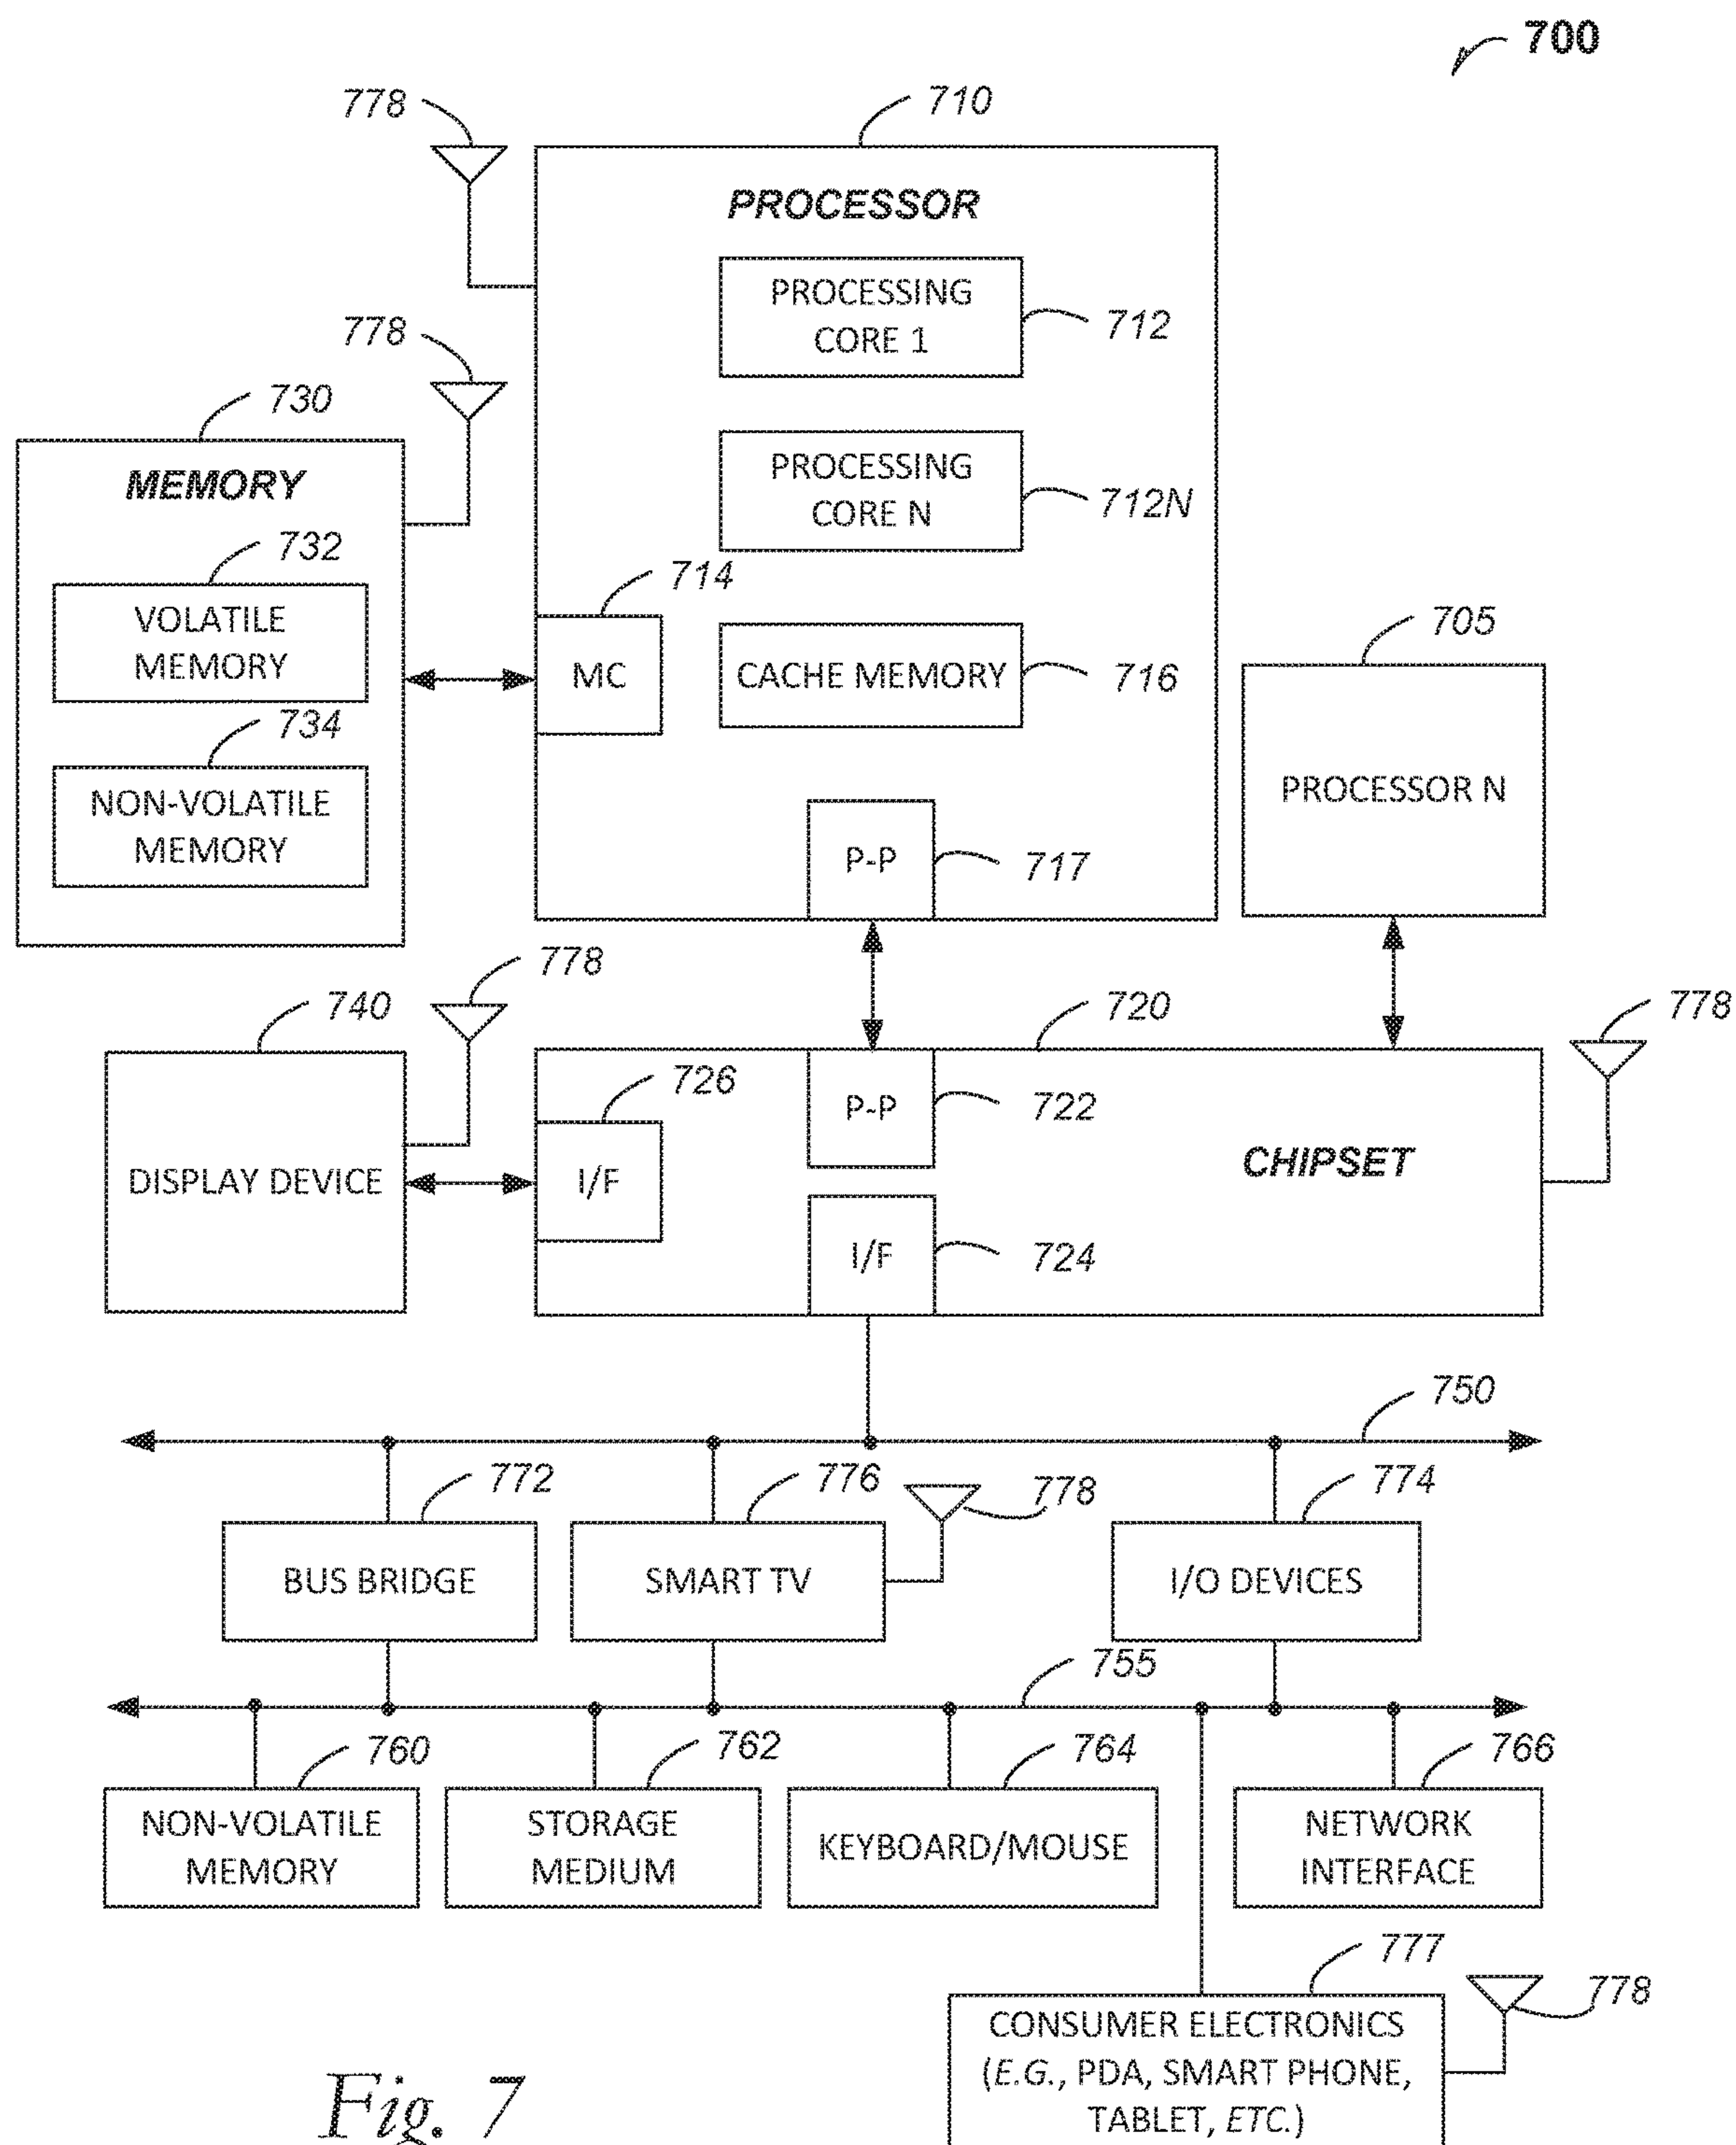 700
778
710
PROCESSOR
PROCESSING
CORE 1
712
778
730
MEMORY
PROCESSING
CORE N
712N
732
VOLATILE
MEMORY
714
MC
CACHE MEMORY
716
705
PROCESSOR N
734
NON-VOLATILE
MEMORY
P-P
717
778
740
DISPLAY DEVICE
720
778
726
I/F
P-P
722
CHIPSET
I/F
724
750
772
BUS BRIDGE
776
SMART TV
778
774
I/O DEVICES
755
760
NON-VOLATILE
MEMORY
762
STORAGE
MEDIUM
764
KEYBOARD/MOUSE
766
NETWORK
INTERFACE
777
778
CONSUMER ELECTRONICS
(E.G., PDA, SMART PHONE,
TABLET, ETC.)
Fig. 7